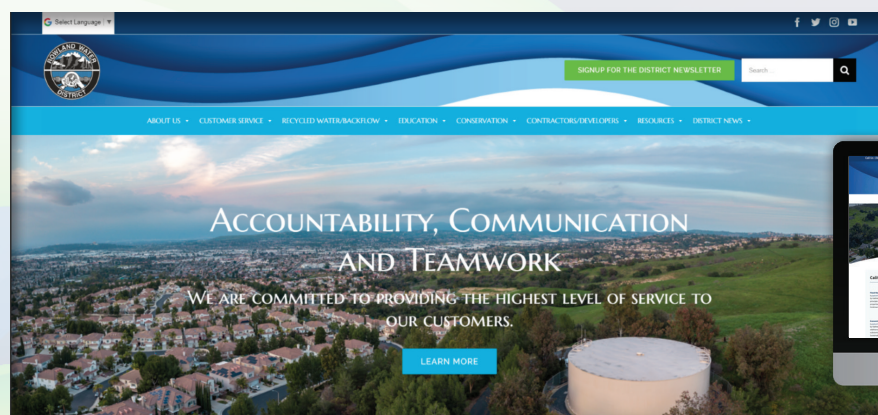 Select Language ▼
ROWLAND WATER
DISTRICT
SIGNUP FOR THE DISTRICT NEWSLETTER
Search ...
ABOUT US
CUSTOMER SERVICE
RECYCLED WATER/BACKFLOW
EDUCATION
CONSERVATION
CONTRACTORS/DEVELOPERS
RESOURCES
DISTRICT NEWS
ACCOUNTABILITY, COMMUNICATION
AND TEAMWORK
WE ARE COMMITTED TO PROVIDING THE HIGHEST LEVEL OF SERVICE TO
OUR CUSTOMERS.
LEARN MORE